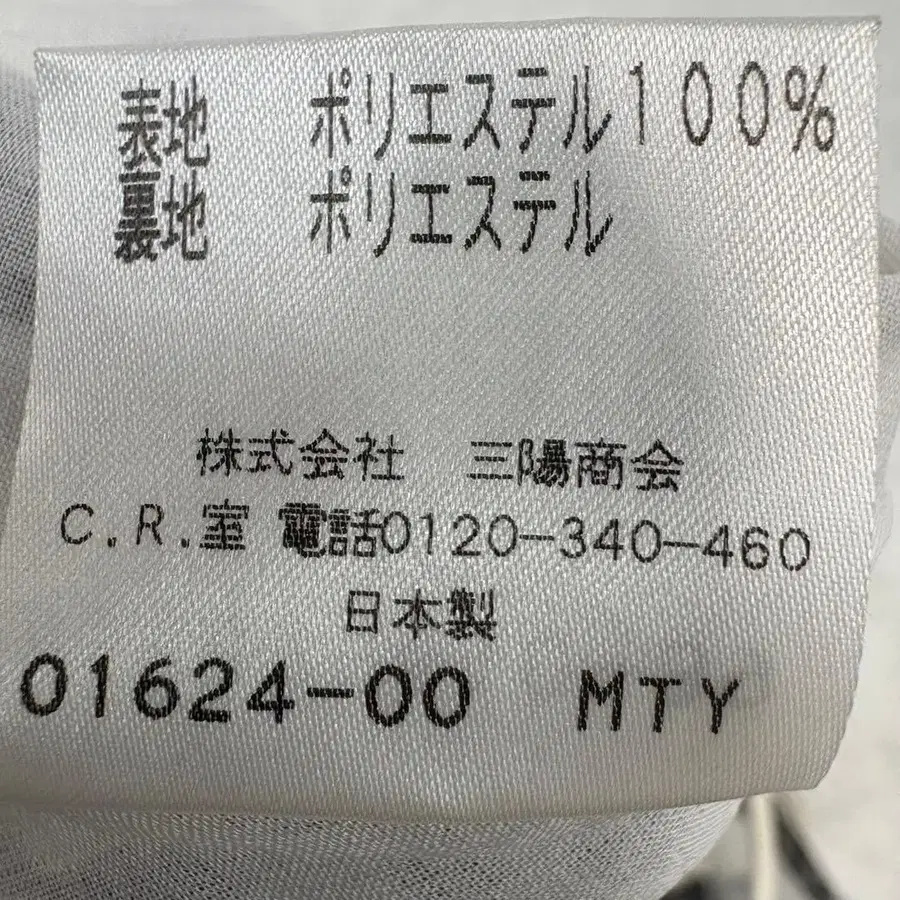 表地 ポリエステル100%
裏地 ポリエステル
株式会社 三陽商会
C.R.室 電話0120-340-460
日本製
01624-00 MTY